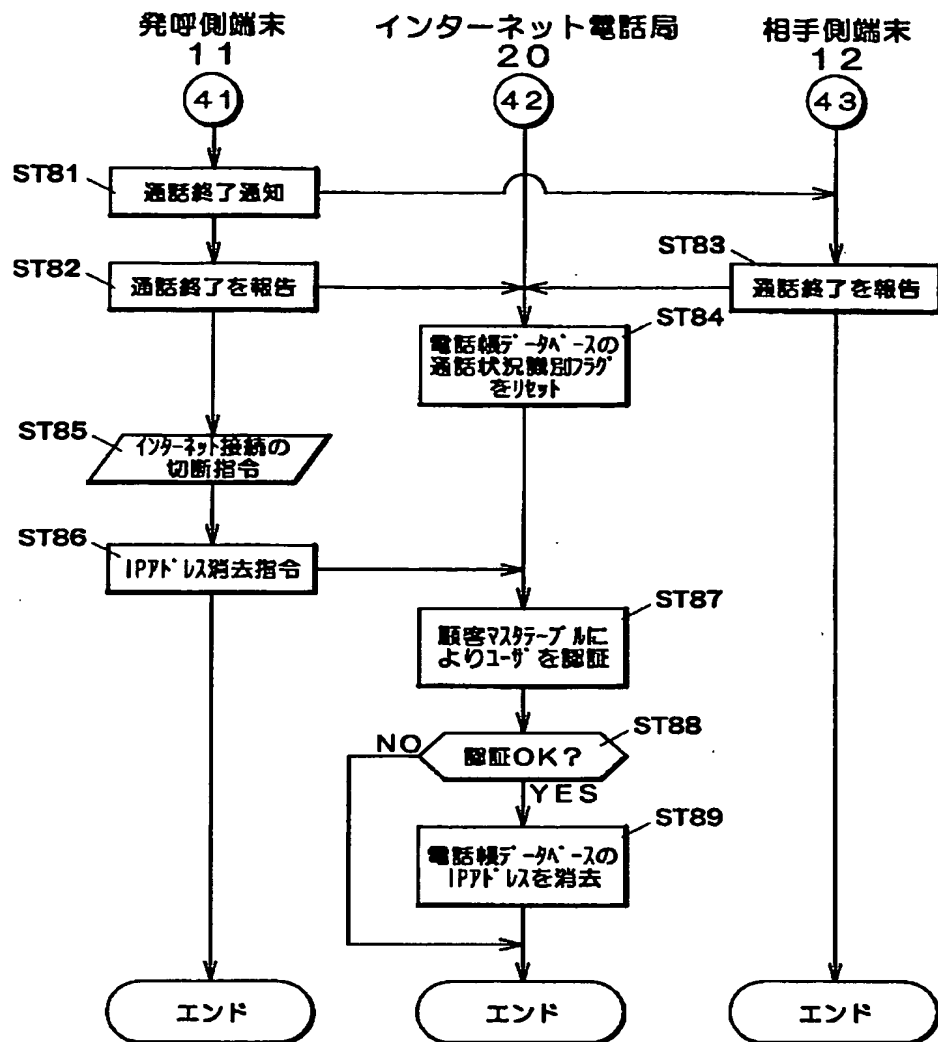 発呼側端末
11
インターネット電話局
20
相手側端末
12
41
42
43
ST81
通話終了通知
ST82
通話終了を報告
ST83
通話終了を報告
ST84
電話帳ﾃﾞｰﾀﾍﾞｰｽの
通話状況識別ﾌﾗｸﾞ
をﾘｾｯﾄ
ST85
ｲﾝﾀｰﾈｯﾄ接続の
切断指令
ST86
IPｱﾄﾞﾚｽ消去指令
ST87
顧客ﾏｽﾀﾃｰﾌﾞﾙに
よりﾕｰｻﾞを認証
ST88
認証OK？
NO
YES
ST89
電話帳ﾃﾞｰﾀﾍﾞｰｽの
IPｱﾄﾞﾚｽを消去
エンド
エンド
エンド